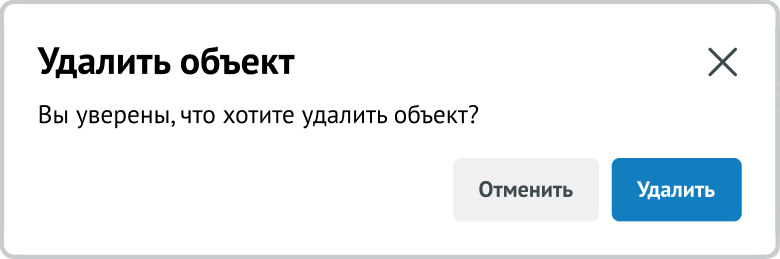 Удалить объект
Вы уверены, что хотите удалить объект?
Отменить
Удалить